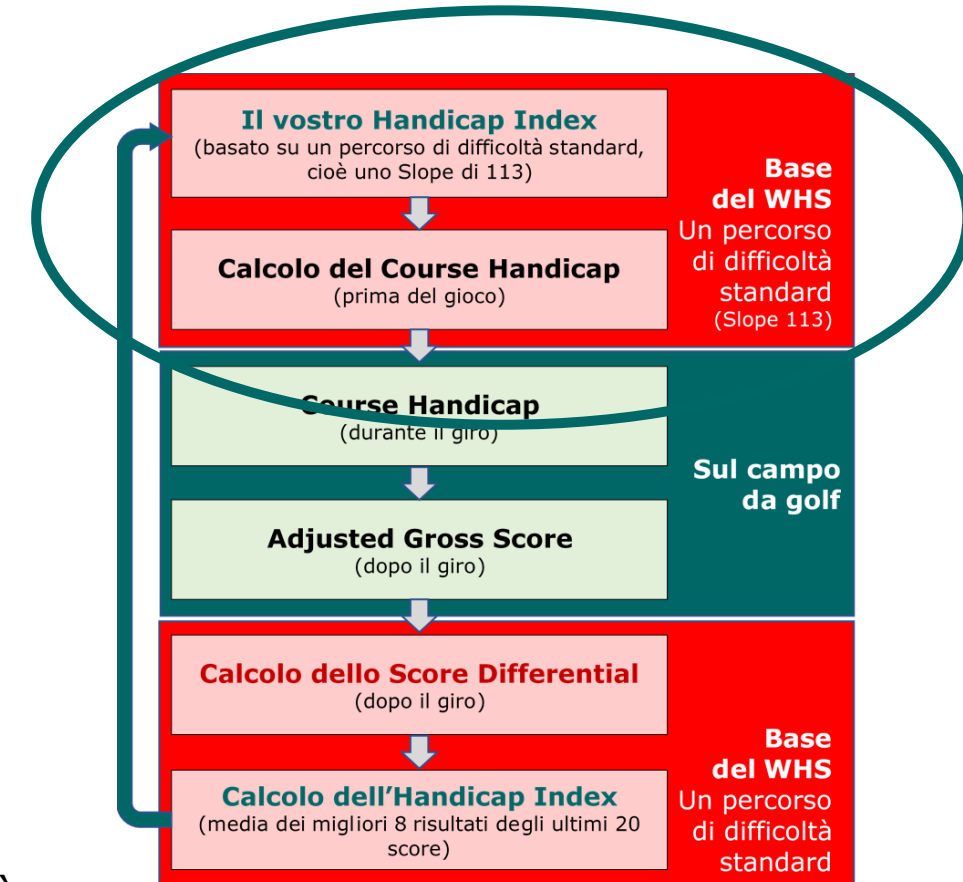 Il vostro Handicap Index
(basato su un percorso di difficoltà standard,
cioè uno Slope di 113)
Calcolo del Course Handicap
(prima del gioco)
Base
del WHS
Un percorso
di difficoltà
standard
(Slope 113)
Course Handicap
(durante il giro)
Adjusted Gross Score
(dopo il giro)
Sul campo
da golf
Calcolo dello Score Differential
(dopo il giro)
Calcolo dell’Handicap Index
(media dei migliori 8 risultati degli ultimi 20
score)
Base
del WHS
Un percorso
di difficoltà
standard
)